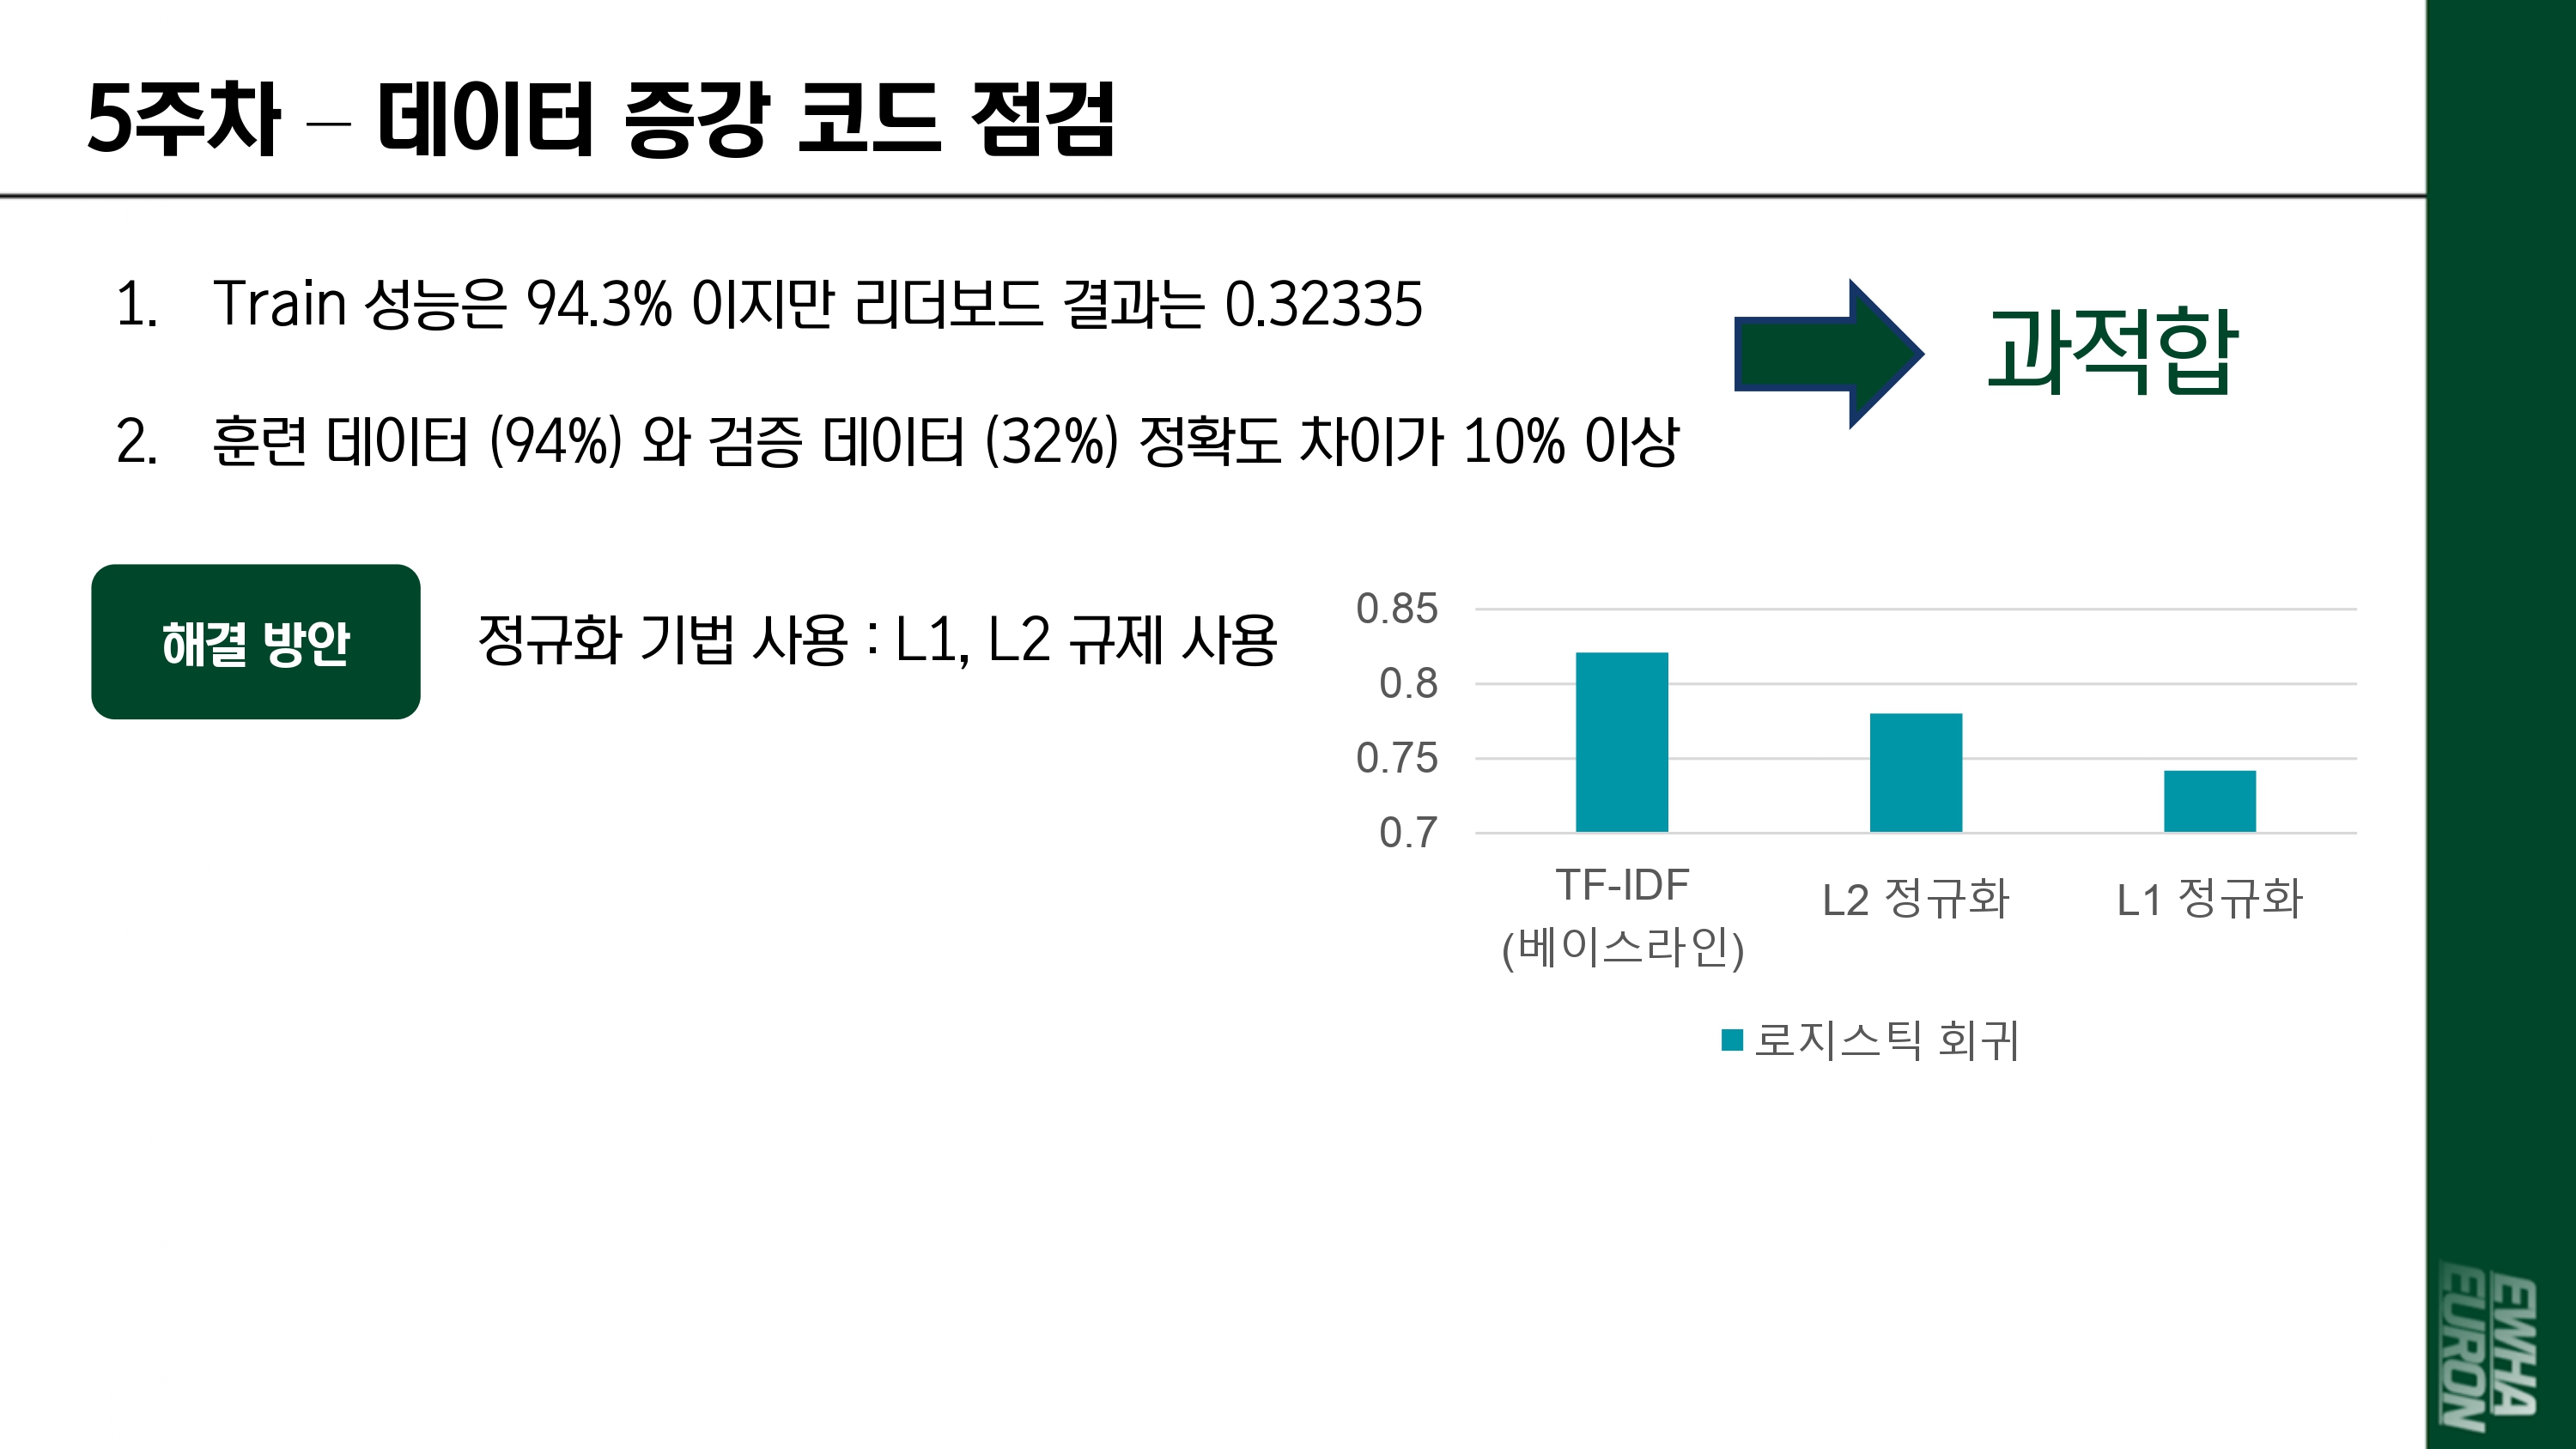 5주차 – 데이터 증강 코드 점검
1. Train 성능은 94.3% 이지만 리더보드 결과는 0.32335
2. 훈련 데이터 (94%) 와 검증 데이터 (32%) 정확도 차이가 10% 이상
과적합
해결 방안
정규화 기법 사용 : L1, L2 규제 사용
0.85
0.8
0.75
0.7
TF-IDF
(베이스라인)
L2 정규화
L1 정규화
로지스틱 회귀
EWHA
EURON